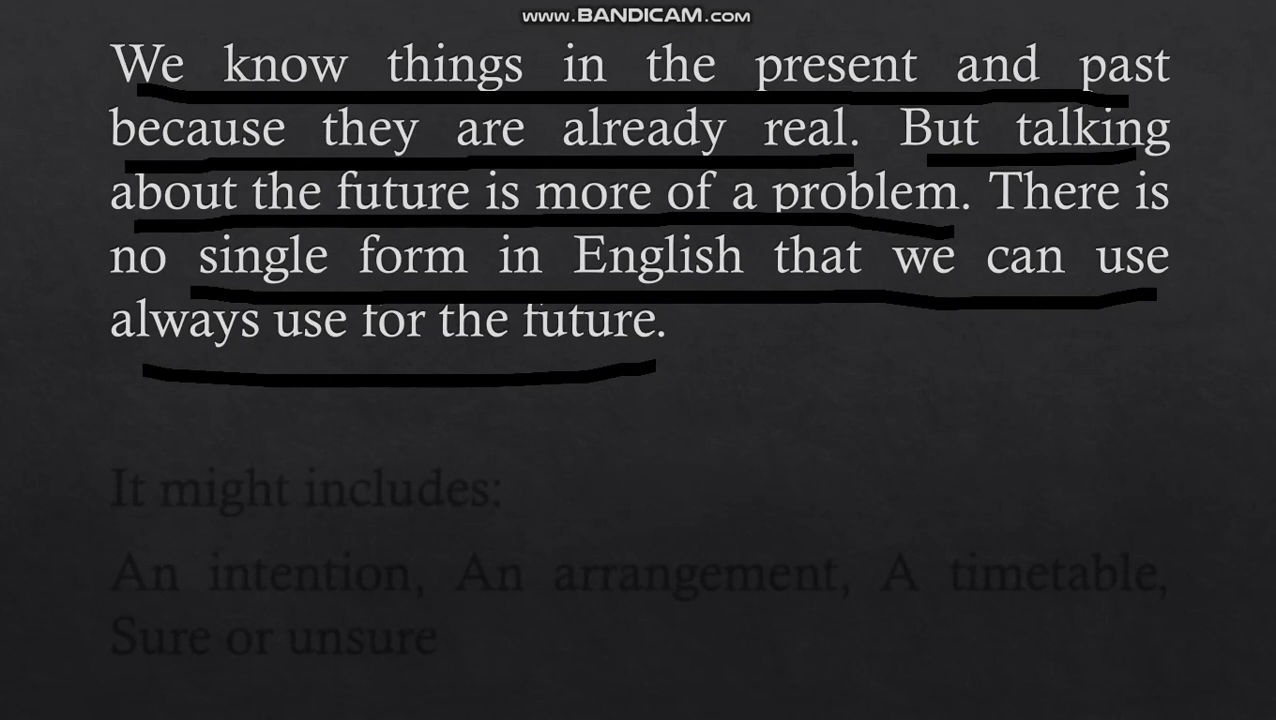 www.BANDICAM.com
We know things in the present and past
because they are already real. But talking
about the future is more of a problem. There is
no single form in English that we can use
always use for the future.
It might includes:
An intention, An arrangement, A timetable,
Sure or unsure